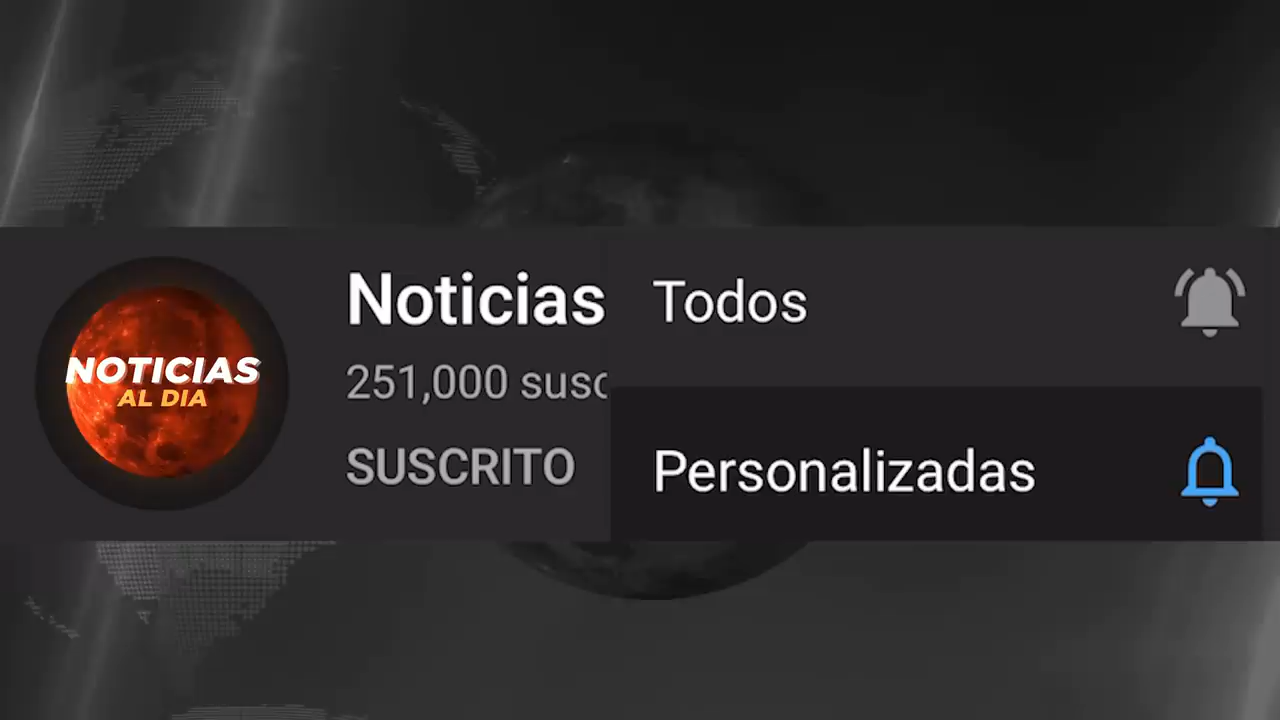 NOTICIAS
AL DIA
Noticias
251,000 susc
SUSCRITO
Todos
Personalizadas